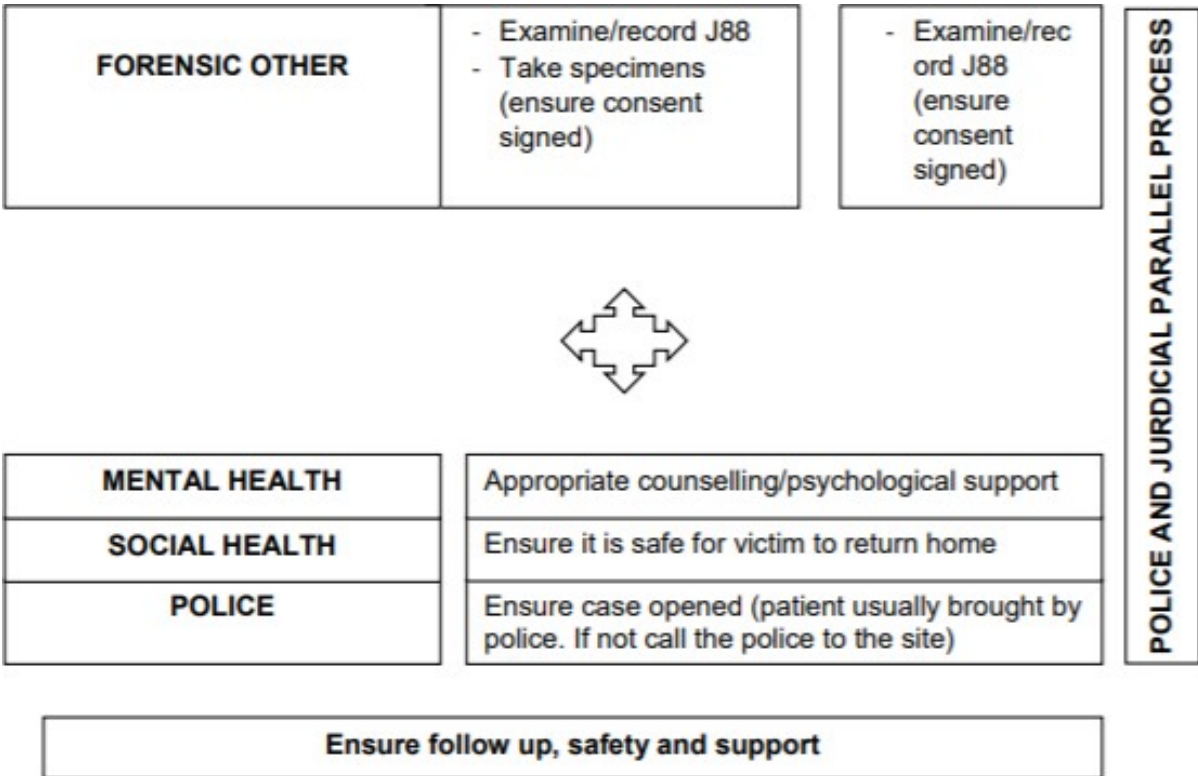 FORENSIC OTHER
- Examine/record J88
- Take specimens
(ensure consent
signed)
- Examine/rec
ord J88
(ensure
consent
signed)
MENTAL HEALTH
Appropriate counselling/psychological support
SOCIAL HEALTH
Ensure it is safe for victim to return home
POLICE
Ensure case opened (patient usually brought by
police. If not call the police to the site)
POLICE AND JURDICIAL PARALLEL PROCESS
Ensure follow up, safety and support